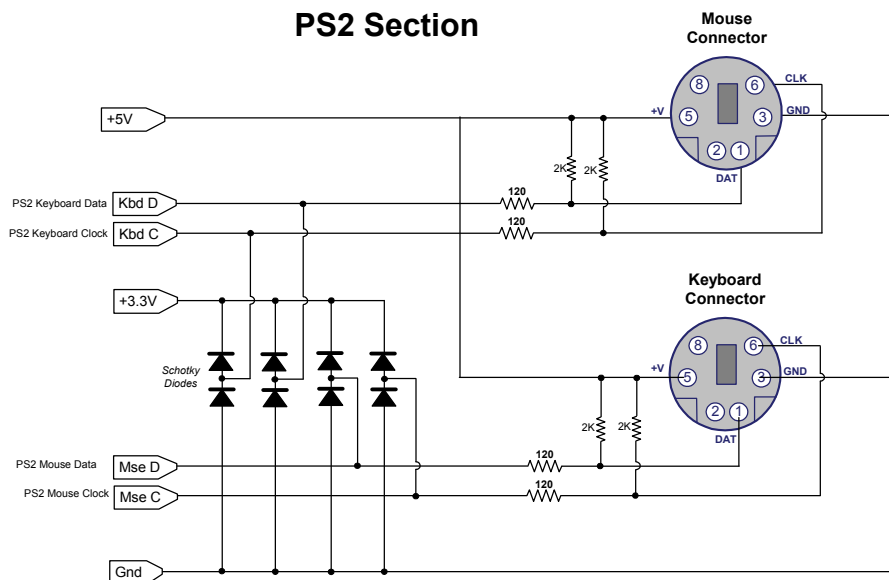 PS2 Section
Mouse
Connector
8
6
CLK
+5V
+V
5
3
GND
2
1
2K
2K
DAT
PS2 Keyboard Data
Kbd D
120
PS2 Keyboard Clock
Kbd C
120
Keyboard
Connector
+3.3V
8
6
CLK
Schotky
Diodes
+V
5
3
GND
2
1
2K
2K
DAT
PS2 Mouse Data
Mse D
120
PS2 Mouse Clock
Mse C
120
Gnd